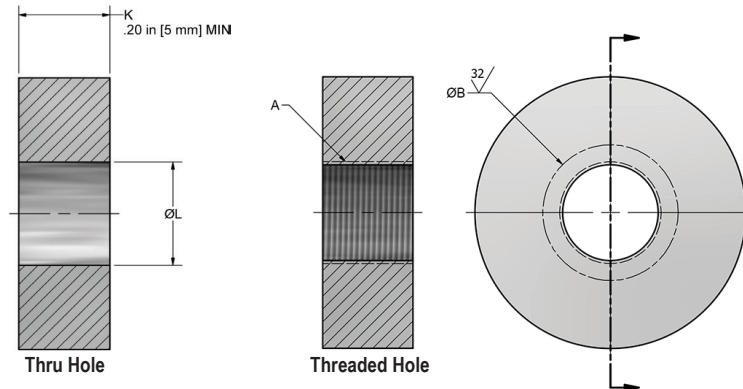 K
.20 in [5 mm] MIN
32
ØB
A
ØL
Thru Hole
Threaded Hole